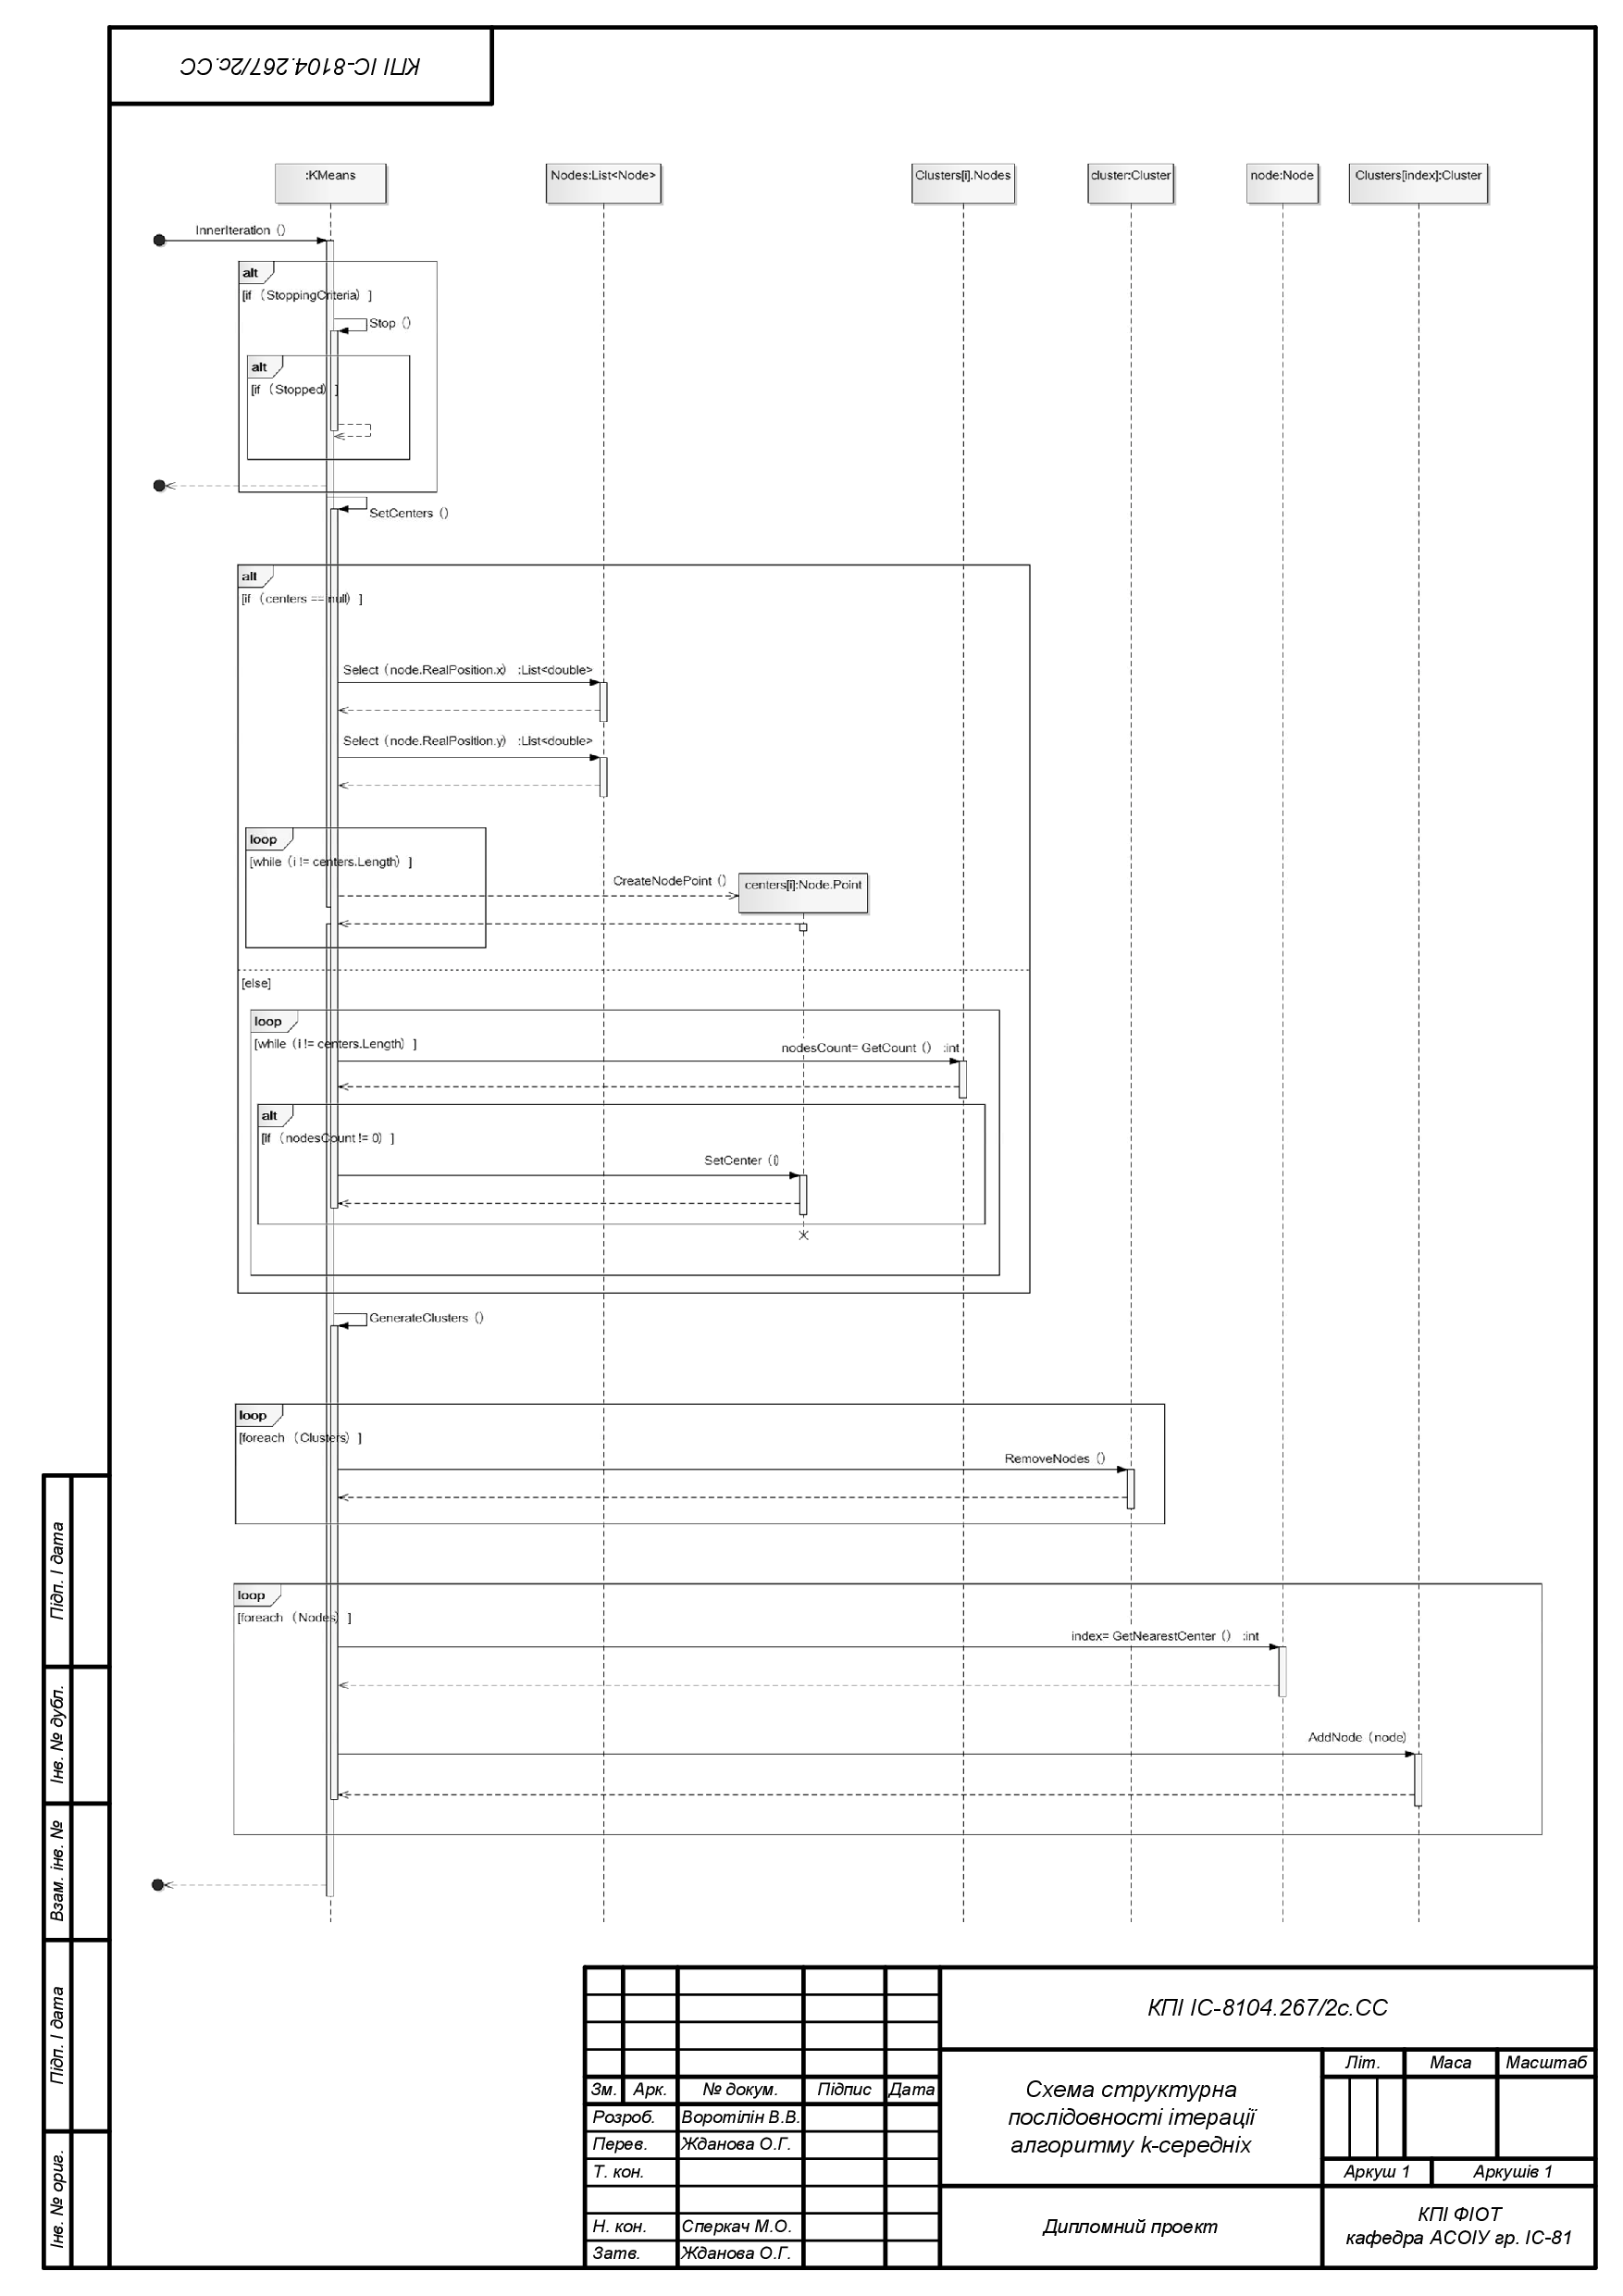 КПІ ІС-8104.267/2с.СС
:KMeans
Nodes:List<Node>
Clusters[i].Nodes
cluster:Cluster
node:Node
Clusters[index]:Cluster
InnerIteration ()
alt
[if (StoppingCriteria) ]
Stop ()
alt
[if (Stopped) ]
SetCenters ()
alt
[if (centers == null) ]
Select (node.RealPosition.x) :List<double>
Select (node.RealPosition.y) :List<double>
loop
[while (i != centers.Length) ]
CreateNodePoint ()
centers[i]:Node.Point
[else]
loop
[while (i != centers.Length) ]
nodesCount= GetCount () :int
alt
[if (nodesCount != 0) ]
SetCenter (i)
GenerateClusters ()
loop
[foreach (Clusters) ]
RemoveNodes ()
loop
[foreach (Nodes) ]
index= GetNearestCenter () :int
AddNode (node)
Підп. І дата
Інв. № дубл.
Взам. інв. №
Підп. І дата
Інв. № ориг.
КПІ ІС-8104.267/2с.СС
Зм. Арк. № докум. Підпис Дата
Розроб. Воротілін В.В.
Перев. Жданова О.Г.
Т. кон.
Н. кон. Сперкач М.О.
Затв. Жданова О.Г.
Схема структурна
послідовності ітерації
алгоритму k-середніх
Літ. Маса Масштаб
Аркуш 1 Аркушів 1
Дипломний проект
КПІ ФІОТ
кафедра АСОІУ гр. ІС-81